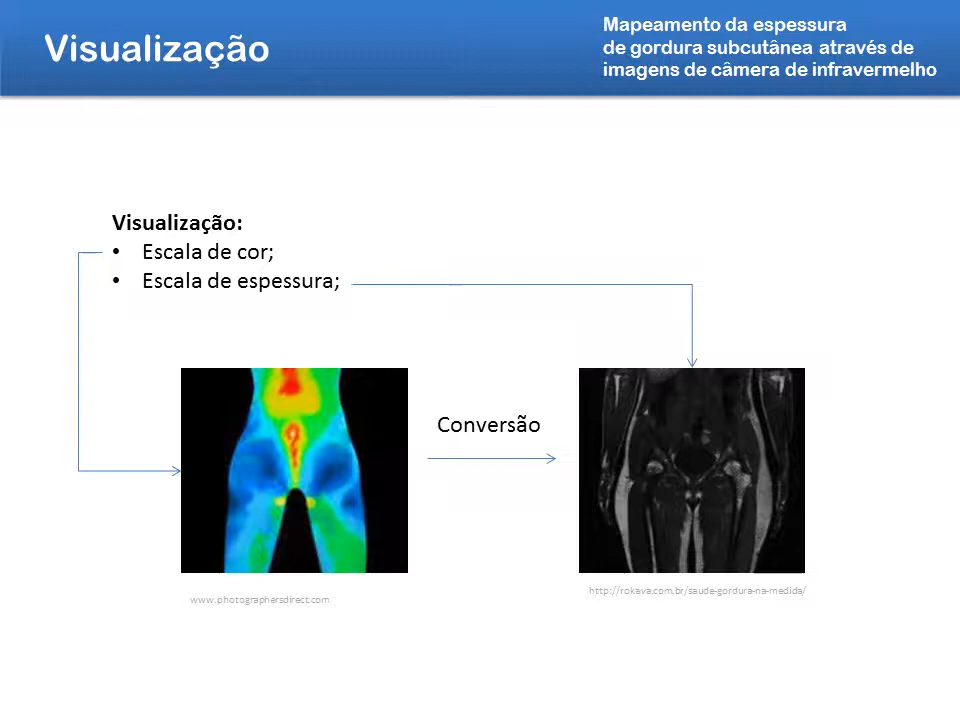 Visualização
Mapeamento da espessura
de gordura subcutânea através de
imagens de câmera de infravermelho
Visualização:
• Escala de cor;
• Escala de espessura;
Conversão
www.photographersdirect.com
http://rokava.com.br/saude-gordura-na-medida/